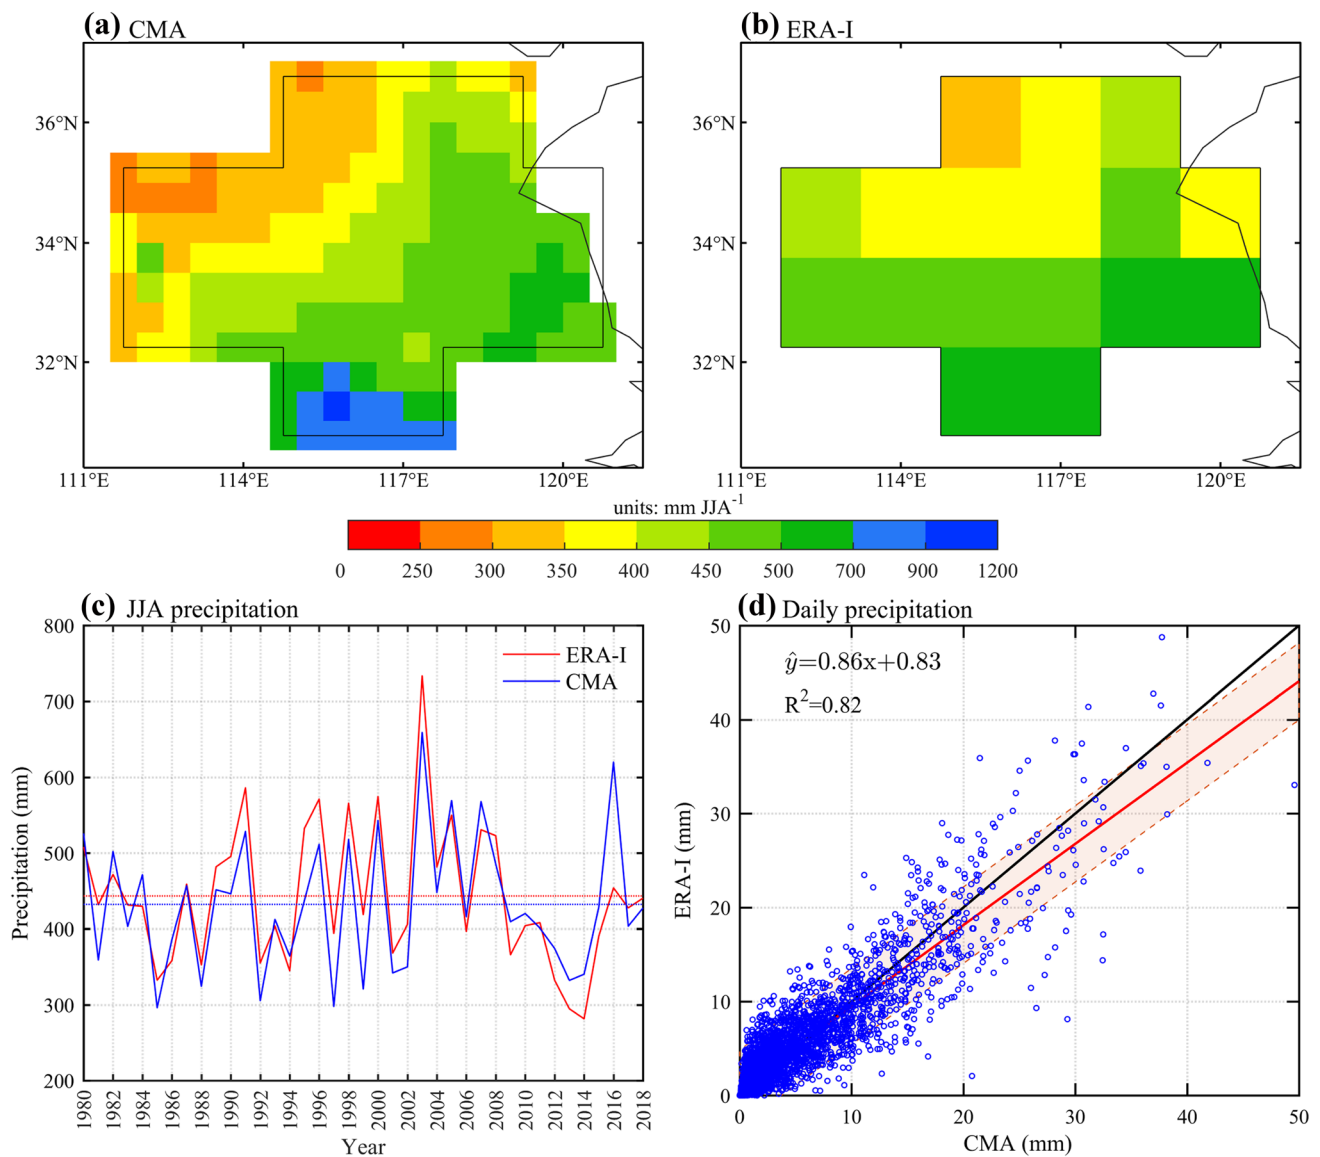 (a) CMA
(b) ERA-I
36°N
34°N
32°N
111°E 114°E 117°E 120°E
36°N
34°N
32°N
111°E 114°E 117°E 120°E
units: mm JJA-1
0 250 300 350 400 450 500 700 900 1200
(c) JJA precipitation
800
700
600
500
400
300
200
Precipitation (mm)
ERA-I
CMA
1980 1982 1984 1986 1988 1990 1992 1994 1996 1998 2000 2002 2004 2006 2008 2010 2012 2014 2016 2018
Year
(d) Daily precipitation
ŷ=0.86x+0.83
R2=0.82
50
40
30
20
10
0
ERA-I (mm)
0 10 20 30 40 50
CMA (mm)